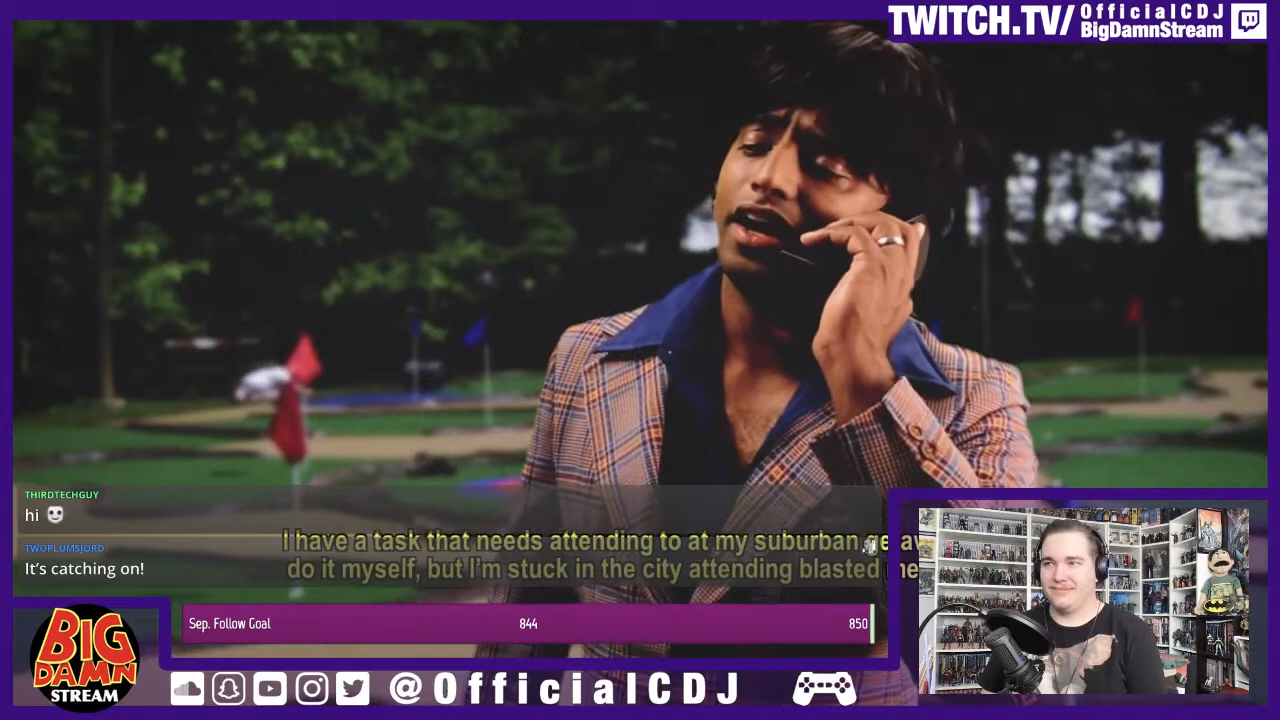 TWITCH.TV/
OfficialCDJ
BigDamnStream
THIRDTECHGUY
hi
TWOPLUMSJORD
It's catching on!
I have a task that needs attending to at my suburban
do it myself, but I'm stuck in the city attending blasted
Sep. Follow Goal 844 850
BIG
DAMN
STREAM
@OfficialCDJ